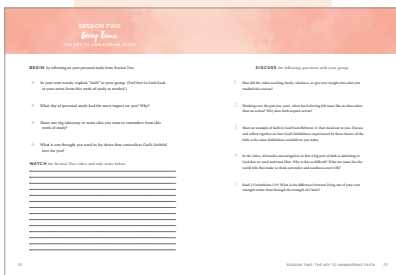 SESSION TWO
Group Time
THE KEY TO UNWAVERING FAITH
BEGIN by reflecting on your personal study from Session Two.
In your own words, explain "faith" to your group. (Feel free to look back
at your notes from this week of study as needed.)
What day of personal study had the most impact on you? Why?
Share one big takeaway or main idea you want to remember from this
week of study.
What is one thought you need to lay down that contradicts God's faithful
love for you?
WATCH the Session Two video and take notes below.
DISCUSS the following questions with your group:
1. How did the video teaching clarify, reinforce, or give new insight into what you
studied this session?
2. Thinking over the past few years, when has believing felt more like an idea rather
than an action? Why does faith require action?
3. Share an example of faith in God from Hebrews 11 that stood out to you. Discuss
and reflect together on how God's faithfulness experienced by those heroes of the
faith is the same faithfulness available to you today.
4. In the video, encouraged us that a big part of faith is admitting to
God that we need and want Him. Why is this so difficult? What are some lies the
world tells that make us think surrender and neediness aren't OK?
5. Read 2 Corinthians 12:9. What is the difference between living out of your own
strength rather than through the strength of Christ?
SESSION TWO: THE KEY TO UNWAVERING FAITH